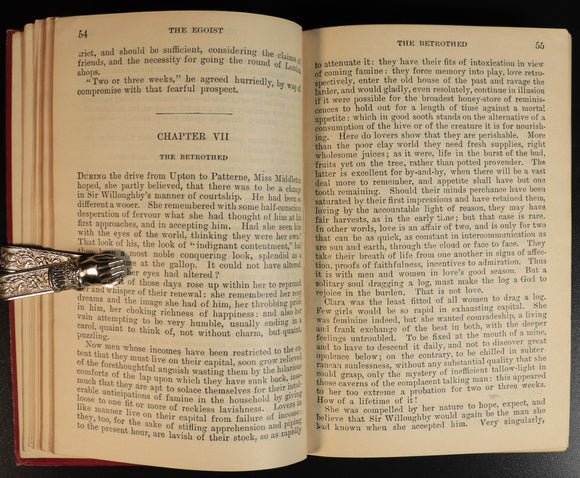 54
THE EGOIST
strict, and should be sufficient, considering the claims of
friends, and the necessity for going the round of London
shops.
"Two or three weeks," he agreed hurriedly, by way of
compromise with that fearful prospect.
CHAPTER VII
THE BETROTHED
DURING the drive from Upton to Patterne, Miss Middleton
hoped, she partly believed, that there was to be a change
in Sir Willoughby's manner of courtship. He had been so
different a wooer. She remembered with some half-conscious
desperation of fervour what she had thought of him at his
first approaches, and in accepting him. Had she seen him
with the eyes of the world, thinking they were her own?
That look of his, the look of "indignant contentment," had
most noble conquering look, splendid as a
at the gallop. It could not have altered
her eyes had altered?
of those days rose up within her to reproach
her and whisper of their renewal: she remembered her rosy
dreams and the image she had of him, her throbbing pride
in him, her choking richness of happiness: and also her
vain attempting to be very humble, usually ending in a
carol, quaint to think of, not without charm, but quaint,
puzzling.
Now men whose incomes have been restricted to the ex-
tent that they must live on their capital, soon grow relieved
of the forethoughtful anguish wasting them by the hilarious
comforts of the lap upon which they have sunk back, inso-
much that they are apt to solace themselves for their intol-
erable anticipations of famine in the household by giving
loose to one fit or more of reckless lavishness. Lovers in
like manner live on their capital from failure of income:
they, too, for the sake of stifling apprehension and piping
to the present hour, are lavish of their stock, so as rapidly
THE BETROTHED
55
to attenuate it: they have their fits of intoxication in view
of coming famine: they force memory into play, love retro-
spectively, enter the old house of the past and ravage the
larder, and would gladly, even resolutely, continue in illusion
if it were possible for the broadest honey-store of reminis-
cences to hold out for a length of time against a mortal
appetite: which in good sooth stands on the alternative of a
consumption of the hive or of the creature it is for nourish-
ing. Here do lovers show that they are perishable. More
than the poor clay world they need fresh supplies, right
wholesome juices; as it were, life in the burst of the bud,
fruits yet on the tree, rather than potted provender. The
latter is excellent for by-and-by, when there will be a vast
deal more to remember, and appetite shall have but one
tooth remaining. Should their minds perchance have been
saturated by their first impressions and have retained them,
loving by the accountable light of reason, they may have
fair harvests, as in the early time; but that case is rare.
In other words, love is an affair of two, and is only for two
that can be as quick, as constant in intercommunication as
are sun and earth, through the cloud or face to face. They
take their breath of life from one another in signs of affec-
tion, proofs of faithfulness, incentives to admiration. Thus
it is with men and women in love's good season. But a
solitary soul dragging a log, must make the log a God to
rejoice in the burden. That is not love.
Clara was the least fitted of all women to drag a log.
Few girls would be so rapid in exhausting capital. She
was feminine indeed, but she wanted comradeship, a living
and frank exchange of the best in both, with the deeper
feelings untroubled. To be fixed at the mouth of a mine,
and to have to descend it daily, and not to discover great
opulence below; on the contrary, to be chilled in subter-
ranean sunlessness, without any substantial quality that she
could grasp, only the mystery of inefficient tallow-light in
those caverns of the complacent talking man: this appeared
to her too extreme a probation for two or three weeks.
How of a lifetime of it!
She was compelled by her nature to hope, expect, and
believe that Sir Willoughby would again be the man she
had known when she accepted him. Very singularly,